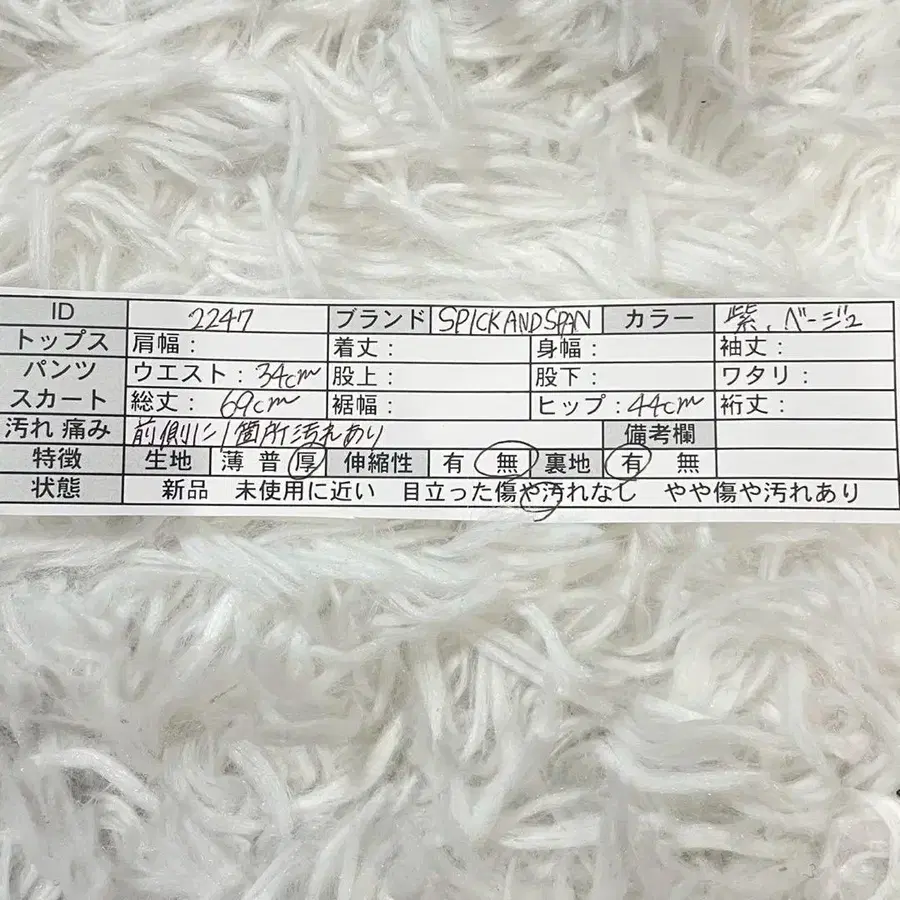 ID 2247 ブランド SPICK AND SPAN カラー 紫、ベージュ
トップス 肩幅: 着丈: 身幅: 袖丈:
パンツ ウエスト: 34cm 股上: 股下: ワタリ:
スカート 総丈: 69cm 裾幅: ヒップ: 44cm 裄丈:
汚れ 痛み 前側に1箇所汚れあり 備考欄
特徴 生地 薄 普 厚 伸縮性 有 無 裏地 有 無
状態 新品 未使用に近い 目立った傷や汚れなし やや傷や汚れあり